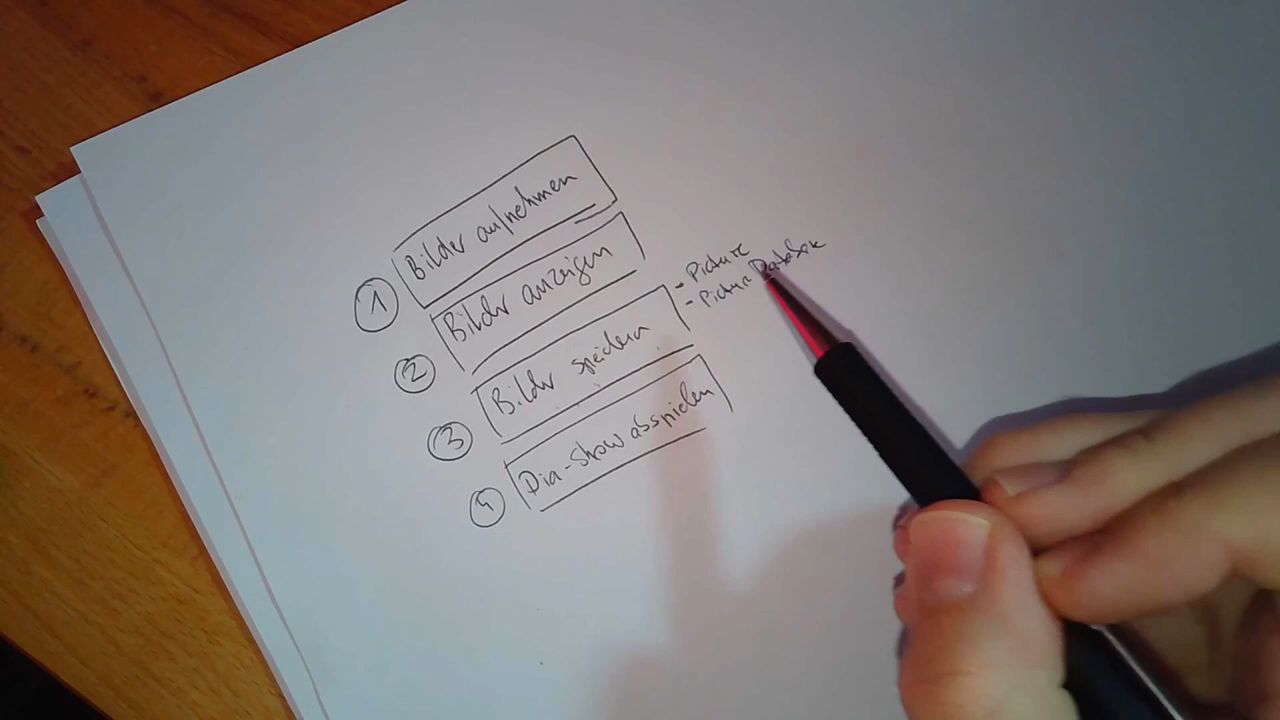 ① Bilder aufnehmen
② Bilder anzeigen
- Picture
- Picture Database
③ Bilder speichern
④ Dia-Show abspielen